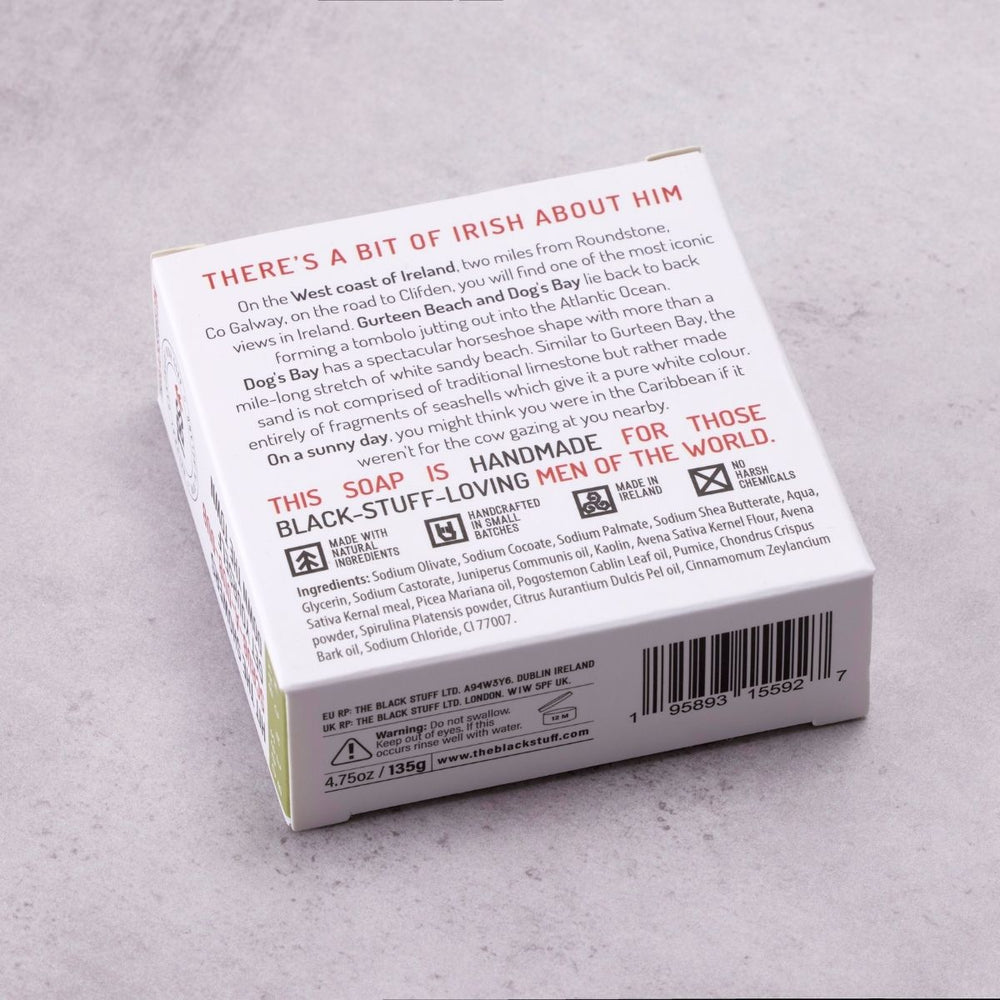 THERE'S A BIT OF IRISH ABOUT HIM
On the West coast of Ireland, two miles from Roundstone,
Co Galway, on the road to Clifden, you will find one of the most iconic
views in Ireland. Gurteen Beach and Dog's Bay lie back to back
forming a tombolo jutting out into the Atlantic Ocean.
Dog's Bay has a spectacular horseshoe shape with more than a
mile-long stretch of white sandy beach. Similar to Gurteen Bay, the
sand is not comprised of traditional limestone but rather made
entirely of fragments of seashells which give it a pure white colour.
On a sunny day, you might think you were in the Caribbean if it
weren't for the cow gazing at you nearby.
THIS SOAP IS HANDMADE FOR THOSE
BLACK-STUFF-LOVING MEN OF THE WORLD.
MADE WITH
NATURAL
INGREDIENTS
HANDCRAFTED
IN SMALL
BATCHES
MADE IN
IRELAND
NO
HARSH
CHEMICALS
Ingredients: Sodium Olivate, Sodium Cocoate, Sodium Palmate, Sodium Shea Butterate, Aqua,
Glycerin, Sodium Castorate, Juniperus Communis oil, Kaolin, Avena Sativa Kernel Flour, Avena
Sativa Kernal meal, Picea Mariana oil, Pogostemon Cablin Leaf oil, Pumice, Chondrus Crispus
powder, Spirulina Platensis powder, Citrus Aurantium Dulcis Pel oil, Cinnamomum Zeylancium
Bark oil, Sodium Chloride, CI 77007.
EU RP: THE BLACK STUFF LTD. A94W3Y6. DUBLIN IRELAND
UK RP: THE BLACK STUFF LTD. LONDON. W1W 5PF UK.
Warning: Do not swallow.
Keep out of eyes. If this
occurs rinse well with water.
12 M
4.75oz / 135g
www.theblackstuff.com
1 95893 15592 7